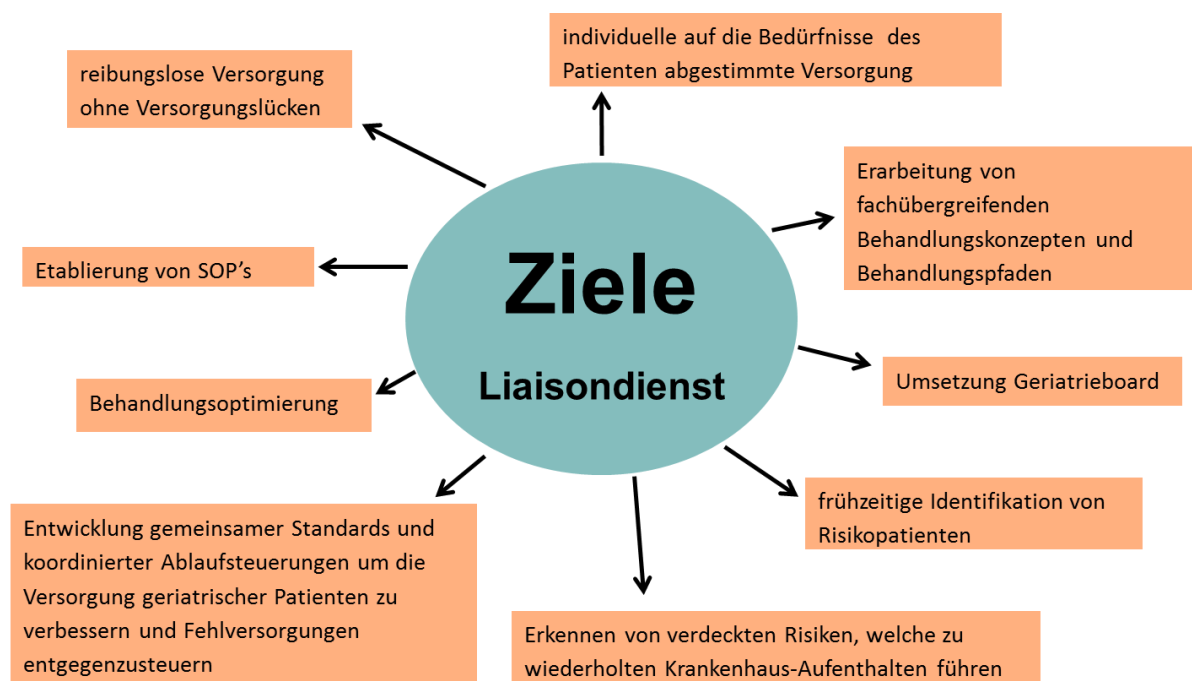 individuelle auf die Bedürfnisse des
Patienten abgestimmte Versorgung
reibungslose Versorgung
ohne Versorgungslücken
Erarbeitung von
fachübergreifenden
Behandlungskonzepten und
Behandlungspfaden
Etablierung von SOP’s
Ziele
Liaisondienst
Umsetzung Geriatrieboard
Behandlungsoptimierung
frühzeitige Identifikation von
Risikopatienten
Entwicklung gemeinsamer Standards und
koordinierter Ablaufsteuerungen um die
Versorgung geriatrischer Patienten zu
verbessern und Fehlversorgungen
entgegenzusteuern
Erkennen von verdeckten Risiken, welche zu
wiederholten Krankenhaus-Aufenthalten führen